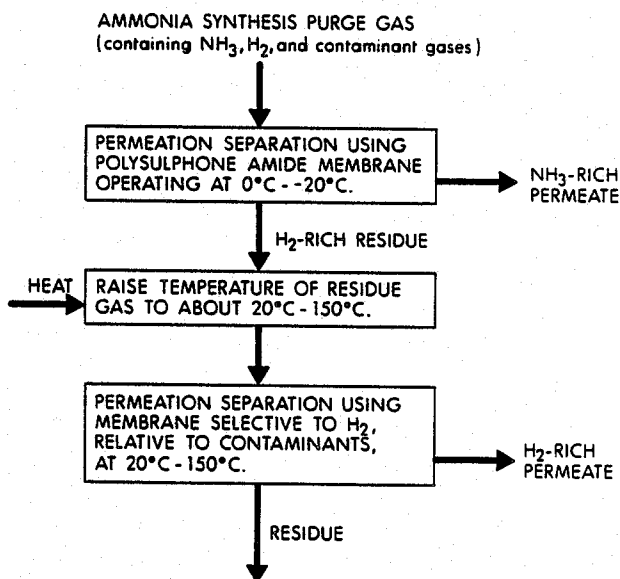 AMMONIA SYNTHESIS PURGE GAS
(containing NH₃, H₂, and contaminant gases)
PERMEATION SEPARATION USING
POLYSULPHONE AMIDE MEMBRANE
OPERATING AT 0°C--20°C.
NH₃-RICH
PERMEATE
H₂-RICH RESIDUE
HEAT
RAISE TEMPERATURE OF RESIDUE
GAS TO ABOUT 20°C-150°C.
PERMEATION SEPARATION USING
MEMBRANE SELECTIVE TO H₂,
RELATIVE TO CONTAMINANTS,
AT 20°C-150°C.
H₂-RICH
PERMEATE
RESIDUE